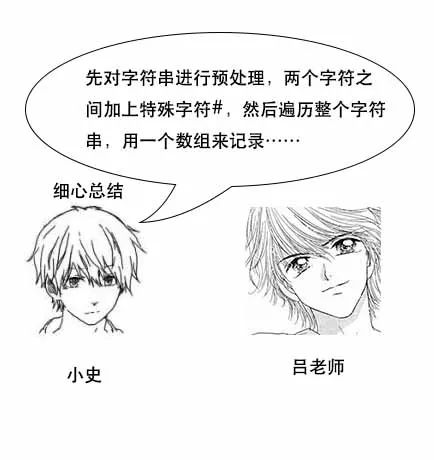 先对字符串进行预处理，两个字符之
间加上特殊字符#，然后遍历整个字符
串，用一个数组来记录……
细心总结
小史
吕老师